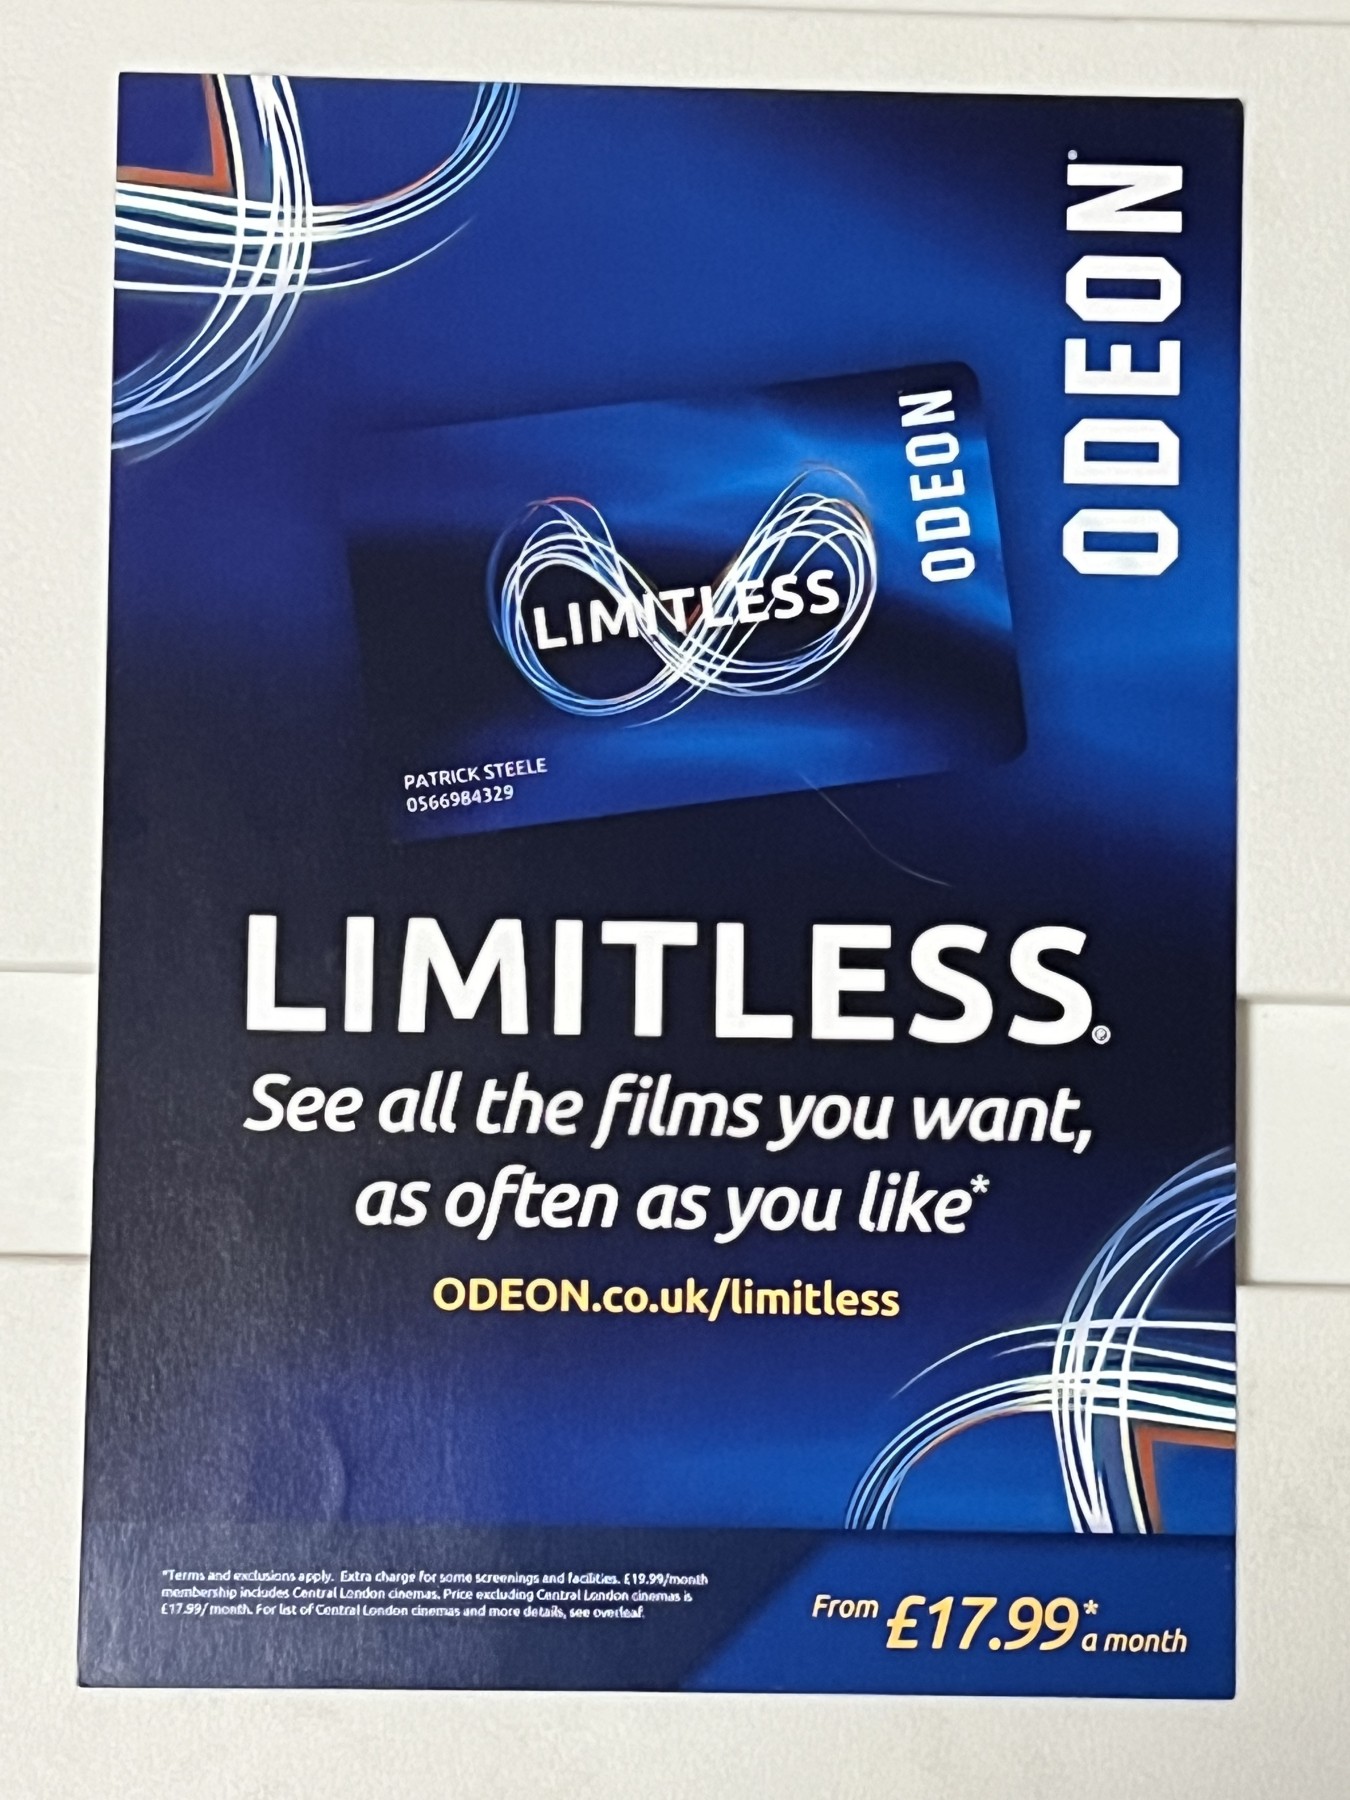 ODEON
ODEON
LIMITLESS
PATRICK STEELE
0566984329
LIMITLESS®
See all the films you want,
as often as you like*
ODEON.co.uk/limitless
*Terms and exclusions apply. Extra charge for some screenings and facilities. £19.99/month
membership includes Central London cinemas. Price excluding Central London cinemas is
£17.99/month. For list of Central London cinemas and more details, see overleaf.
From £17.99* a month